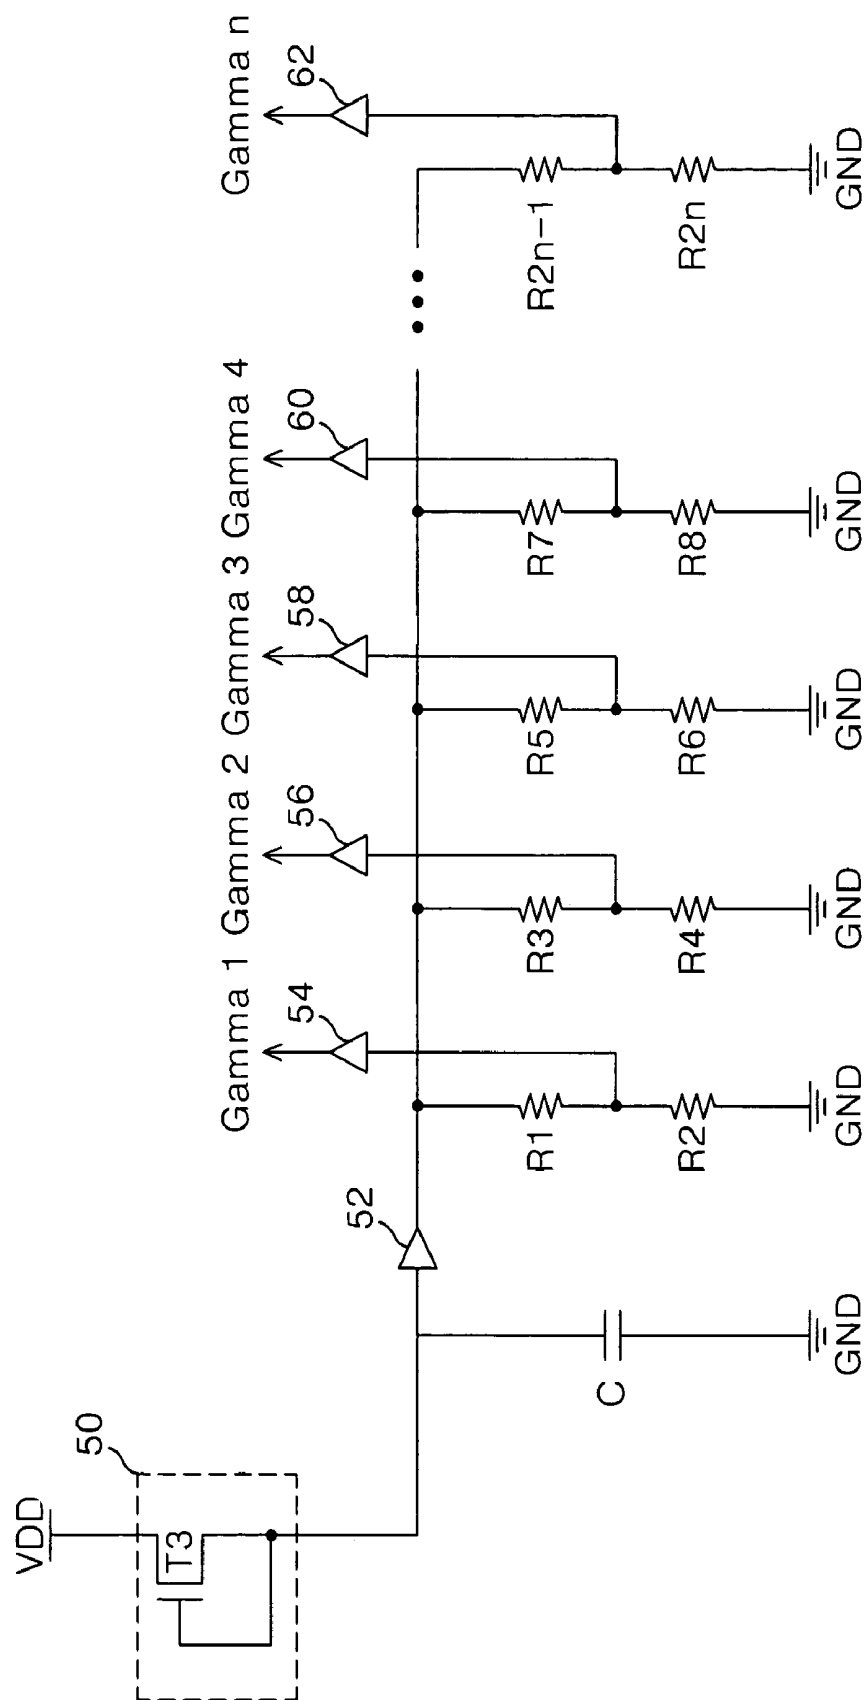 VDD
50
T3
C
GND
52
Gamma 1
54
R1
R2
GND
Gamma 2
56
R3
R4
GND
Gamma 3
58
R5
R6
GND
Gamma 4
60
R7
R8
GND
Gamma n
62
R2n-1
R2n
GND